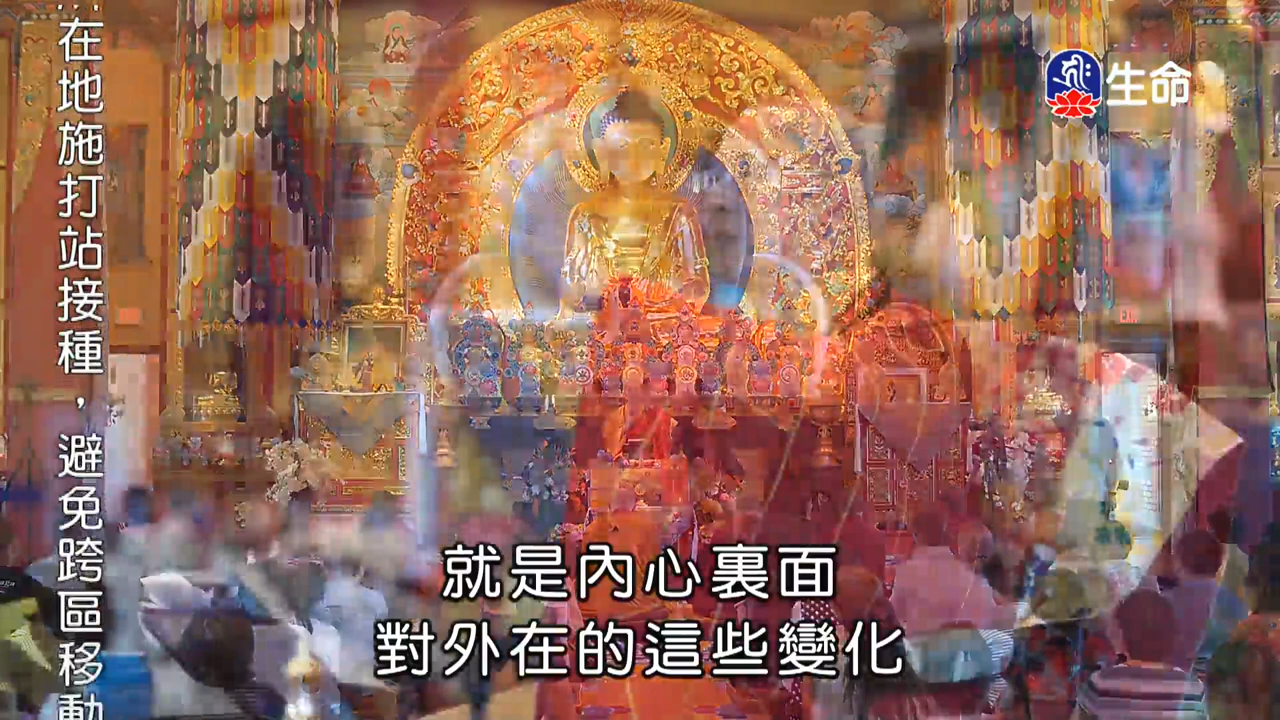 生命
在地施打站接種，避免跨區移動
就是內心裏面
對外在的這些變化